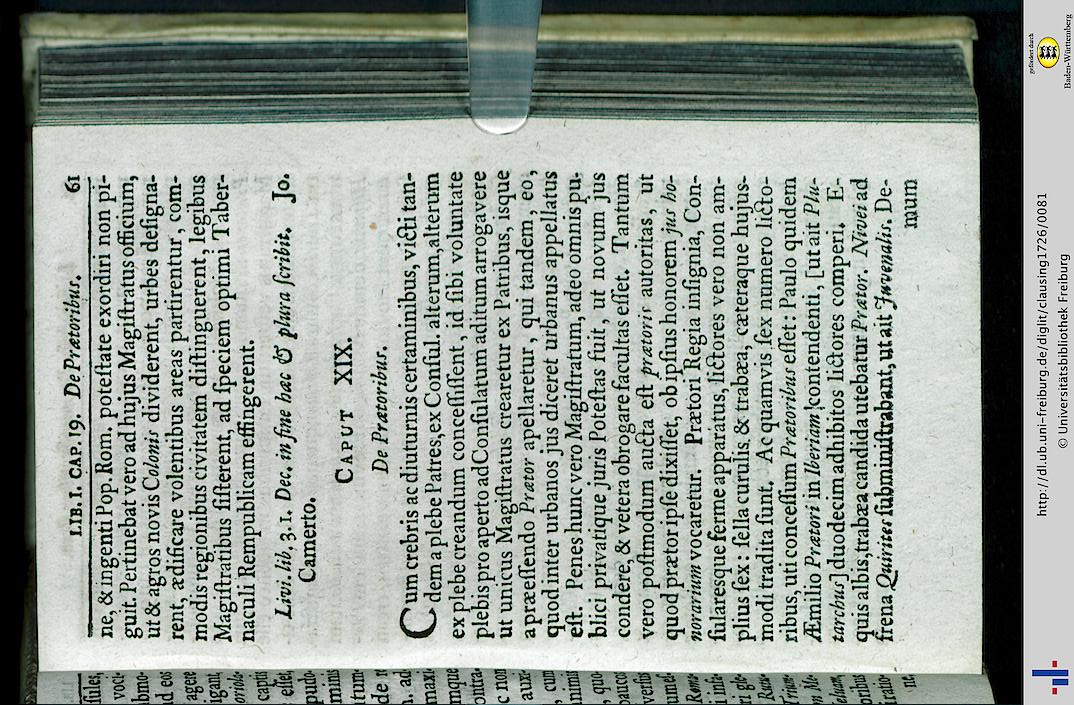 LIB. I. CAP. 19. De Prætoribus. 61
ne, & ingenti Pop. Rom. poteſtate exordiri non pi-
guit. Pertinebat vero ad hujus Magiſtratus officium,
ut & agros novis Colonis dividerent, urbes deſigna-
rent, ædificare volentibus areas partirentur, com-
modis regionibus civitatem diſtinguerent, legibus
Magiſtratibus ſiſterent, ad ſpeciem optimi Taber-
naculi Rempublicam effingerent.
Livi. lib, 3. 1. Dec. in fine hac & plura ſcribit. Jo.
Camerto.
CAPUT XIX.
De Prætoribus.
Cum crebris ac diuturnis certaminibus, victi tan-
dem a plebe Patres, ex Conſul. alterum, alterum
ex plebe creandum conceſſiſſent, id ſibi voluntate
plebis pro aperto ad Conſulatum aditum arrogavere
ut unicus Magiſtratus crearetur ex Patribus, isque
a præeſſendo Prætor apellaretur, qui tandem, eo,
quod inter urbanos jus diceret urbanus appellatus
eſt. Penes hunc vero Magiſtratum, adeo omnis pu-
blici privatique juris Poteſtas fuit, ut novum jus
condere, & vetera obrogare facultas eſſet. Tantum
vero poſtmodum aucta eſt prætoris autoritas, ut
quod prætor ipſe dixiſſet, ob ipſius honorem jus ho-
norarium vocaretur. Prætori Regia inſignia, Con-
ſulareſque ferme apparatus, lictores vero non am-
plius ſex: ſella curulis, & trabæa, cæteraque hujus-
modi tradita ſunt. Ac quamvis ſex numero licto-
ribus, uti conceſſum Prætoribus eſſet: Paulo quidem
Æmilio Prætori in Iberiam contendenti, [ut ait Plu-
tarchus] duodecim adhibitos lictores comperi. E-
quis albis, trabæa candida utebatur Prætor. Nivei ad
frena Quirites ſubminiſtrabant, ut ait Juvenalis. De-
mum
gefördert durch
Baden-Württemberg
http://dl.ub.uni-freiburg.de/diglit/clausing1726/0081
© Universitätsbibliothek Freiburg